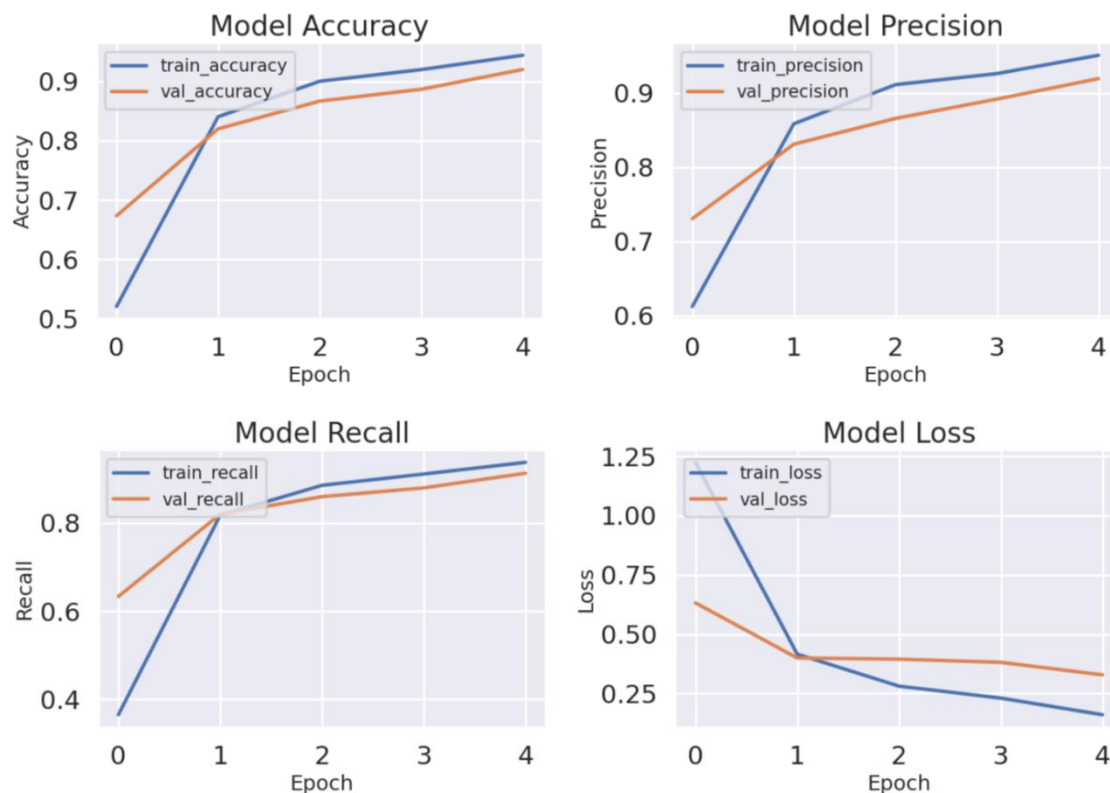 Model Accuracy
train_accuracy
val_accuracy
Accuracy
0.9
0.8
0.7
0.6
0.5
0 1 2 3 4
Epoch
Model Precision
train_precision
val_precision
Precision
0.9
0.8
0.7
0.6
0 1 2 3 4
Epoch
Model Recall
train_recall
val_recall
Recall
0.8
0.6
0.4
0 1 2 3 4
Epoch
Model Loss
train_loss
val_loss
Loss
1.25
1.00
0.75
0.50
0.25
0 1 2 3 4
Epoch